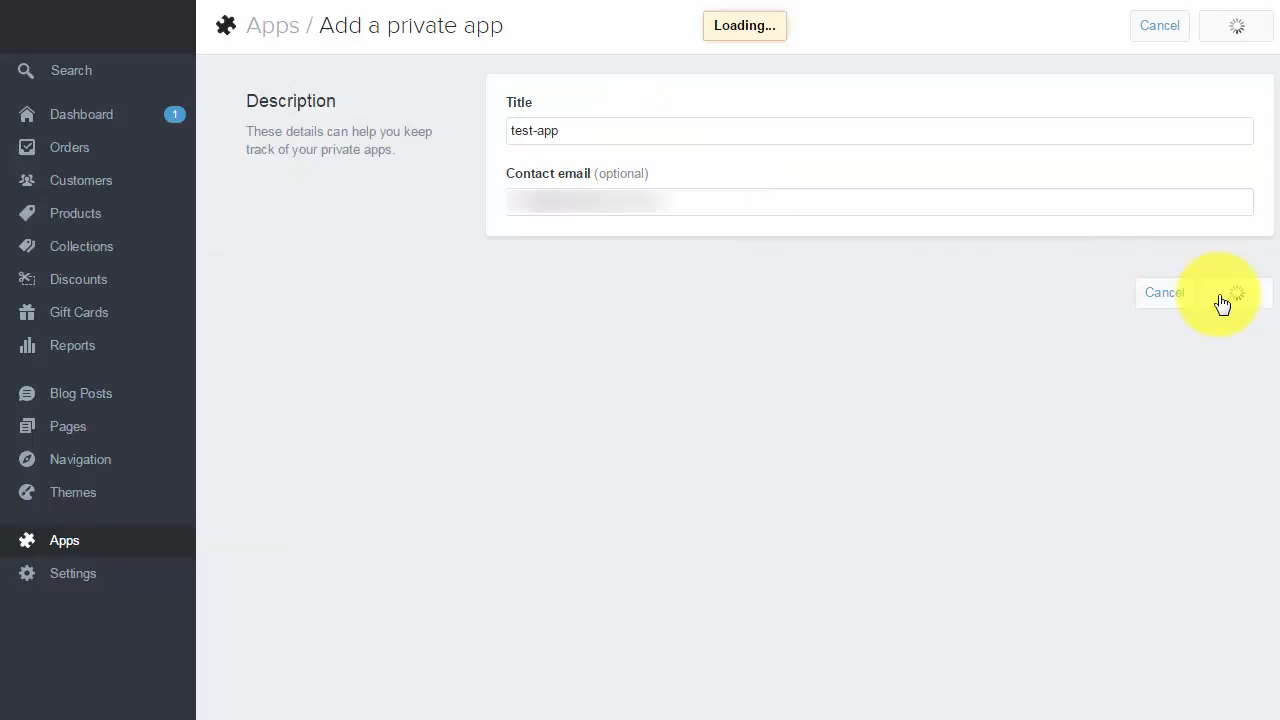 Apps / Add a private app
Loading...
Cancel
Search
Dashboard 1
Orders
Customers
Products
Collections
Discounts
Gift Cards
Reports
Blog Posts
Pages
Navigation
Themes
Apps
Settings
Description
These details can help you keep
track of your private apps.
Title
test-app
Contact email (optional)
Cancel